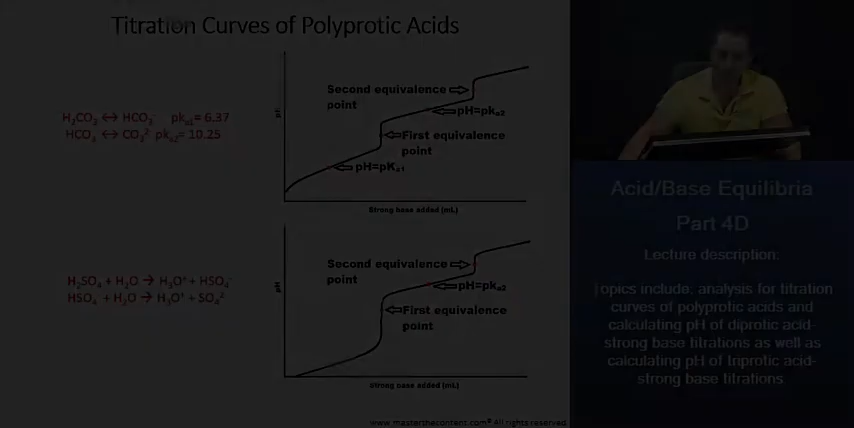 Titration Curves of Polyprotic Acids
H₂CO₃ ↔ HCO₃⁻ pkₐ₁= 6.37
HCO₃ ↔ CO₃² pkₐ₂= 10.25
pH
Second equivalence
point
pH=pkₐ₂
First equivalence
point
pH=pKₐ₁
Strong base added (mL)
H₂SO₄ + H₂O → H₃O⁺ + HSO₄
HSO₄ + H₂O → H₃O⁺ + SO₄²
pH
Second equivalence
point
pH=pkₐ₂
First equivalence
point
Strong base added (mL)
www.masterthecontent.com® All rights reserved
Acid/Base Equilibria
Part 4D
Lecture description:
Topics include: analysis for titration
curves of polyprotic acids and
calculating pH of diprotic acid-
strong base titrations as well as
calculating pH of triprotic acid-
strong base titrations